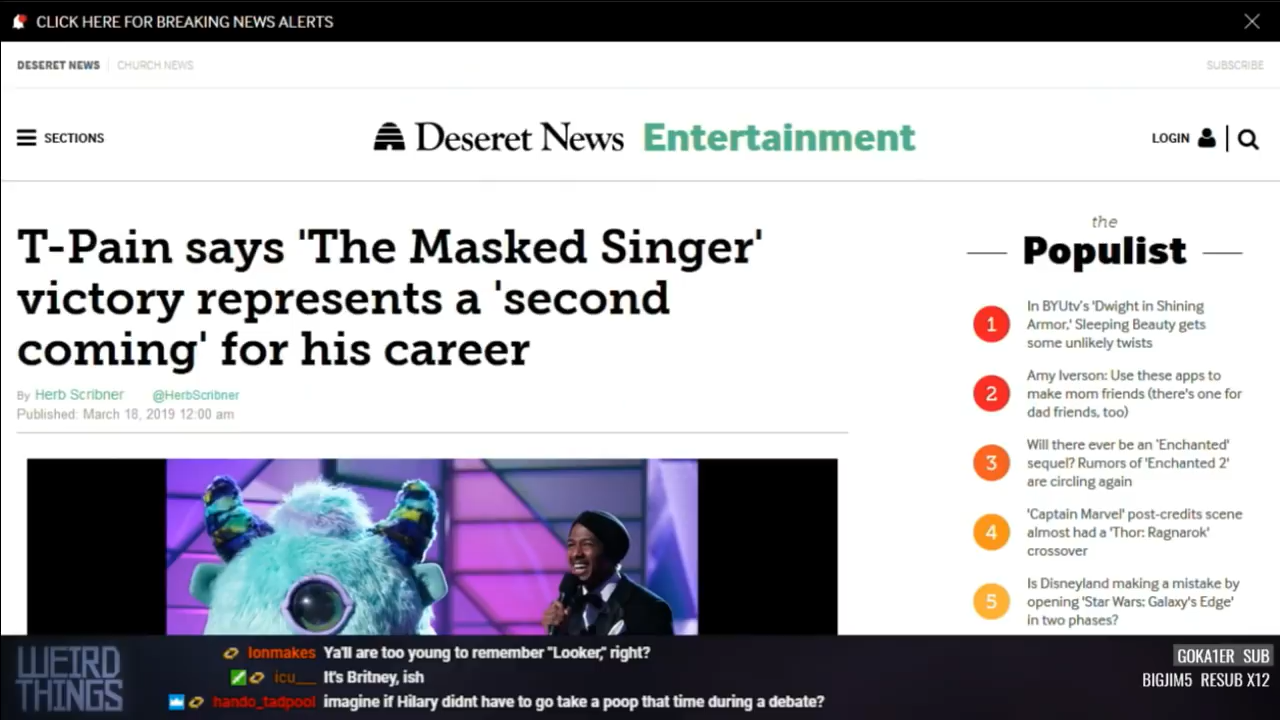 CLICK HERE FOR BREAKING NEWS ALERTS
DESERET NEWS CHURCH NEWS SUBSCRIBE
SECTIONS Deseret News Entertainment LOGIN
T-Pain says 'The Masked Singer'
victory represents a 'second
coming' for his career
By Herb Scribner @HerbScribner
Published: March 18, 2019 12:00 am
the
Populist
1 In BYUtv's 'Dwight in Shining
Armor,' Sleeping Beauty gets
some unlikely twists
2 Amy Iverson: Use these apps to
make mom friends (there's one for
dad friends, too)
3 Will there ever be an 'Enchanted'
sequel? Rumors of 'Enchanted 2'
are circling again
4 'Captain Marvel' post-credits scene
almost had a 'Thor: Ragnarok'
crossover
5 Is Disneyland making a mistake by
opening 'Star Wars: Galaxy's Edge'
in two phases?
WEIRD
THINGS
lonmakes Ya'll are too young to remember "Looker," right?
icu__ It's Britney, ish
hando_tadpool imagine if Hilary didnt have to go take a poop that time during a debate?
GOKA1ER SUB
BIGJIM5 RESUB X12